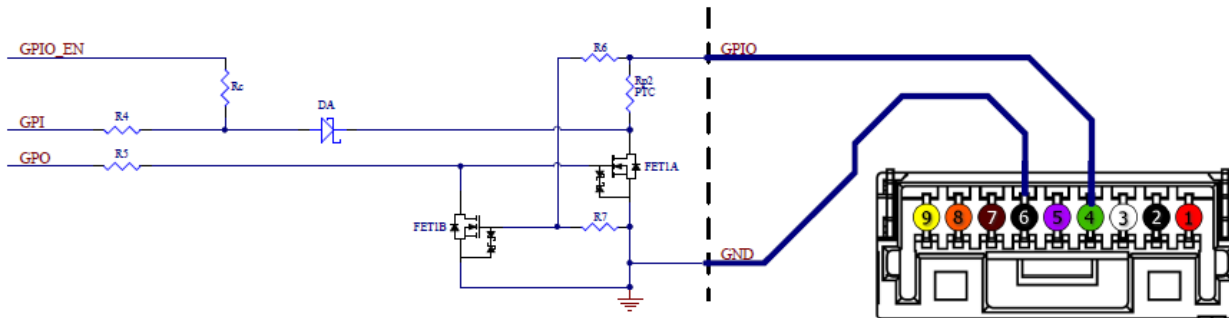 GPIO_EN
Rc
R6
GPIO
Rp2
PTC
DA
GPI
R4
GPO
R5
FET1A
FET1B
R7
GND
9 8 7 6 5 4 3 2 1